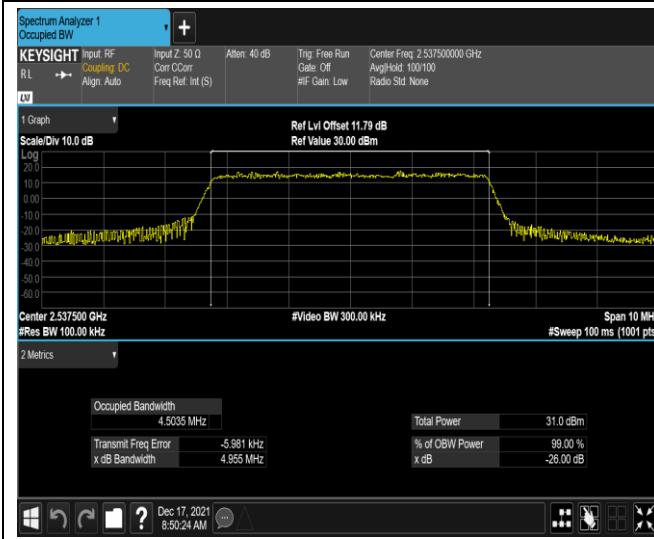 Spectrum Analyzer 1
Occupied BW
+
KEYSIGHT Input: RF Input Z: 50 Ω Atten: 40 dB Trig: Free Run Center Freq: 2.537500000 GHz
RL Coupling: DC Corr CCorr Gate: Off Avg|Hold: 100/100
Align: Auto Freq Ref: Int (S) #IF Gain: Low Radio Std: None
LXI
1 Graph
Ref Lvl Offset 11.79 dB
Scale/Div 10.0 dB Ref Value 30.00 dBm
Log
20.0
10.0
0.00
-10.0
-20.0
-30.0
-40.0
-50.0
-60.0
Center 2.537500 GHz #Video BW 300.00 kHz Span 10 MH
#Res BW 100.00 kHz #Sweep 100 ms (1001 pts
2 Metrics
Occupied Bandwidth
4.5035 MHz Total Power 31.0 dBm
Transmit Freq Error -5.981 kHz % of OBW Power 99.00 %
x dB Bandwidth 4.955 MHz x dB -26.00 dB
? Dec 17, 2021
8:50:24 AM